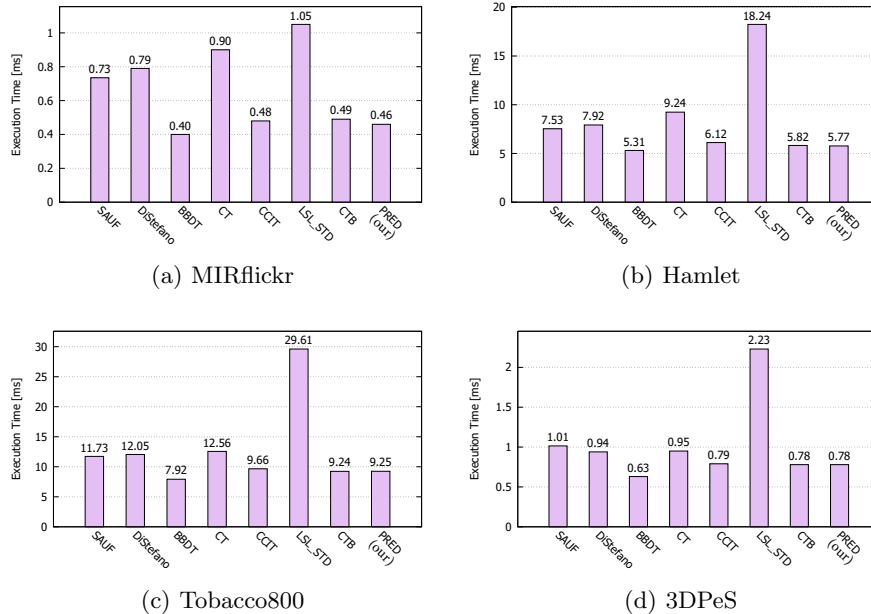 Execution Time [ms]
1
0.8
0.6
0.4
0.2
0
0.73
0.79
0.40
0.90
0.48
1.05
0.49
0.46
SAUF
DiStefano
BBDT
CT
CCIT
LSL_STD
CTB
PRED
(our)
(a) MIRflickr
Execution Time [ms]
20
15
10
5
0
7.53
7.92
5.31
9.24
6.12
18.24
5.82
5.77
SAUF
DiStefano
BBDT
CT
CCIT
LSL_STD
CTB
PRED
(our)
(b) Hamlet
Execution Time [ms]
30
25
20
15
10
5
0
11.73
12.05
7.92
12.56
9.66
29.61
9.24
9.25
SAUF
DiStefano
BBDT
CT
CCIT
LSL_STD
CTB
PRED
(our)
(c) Tobacco800
Execution Time [ms]
2
1.5
1
0.5
0
1.01
0.94
0.63
0.95
0.79
2.23
0.78
0.78
SAUF
DiStefano
BBDT
CT
CCIT
LSL_STD
CTB
PRED
(our)
(d) 3DPeS